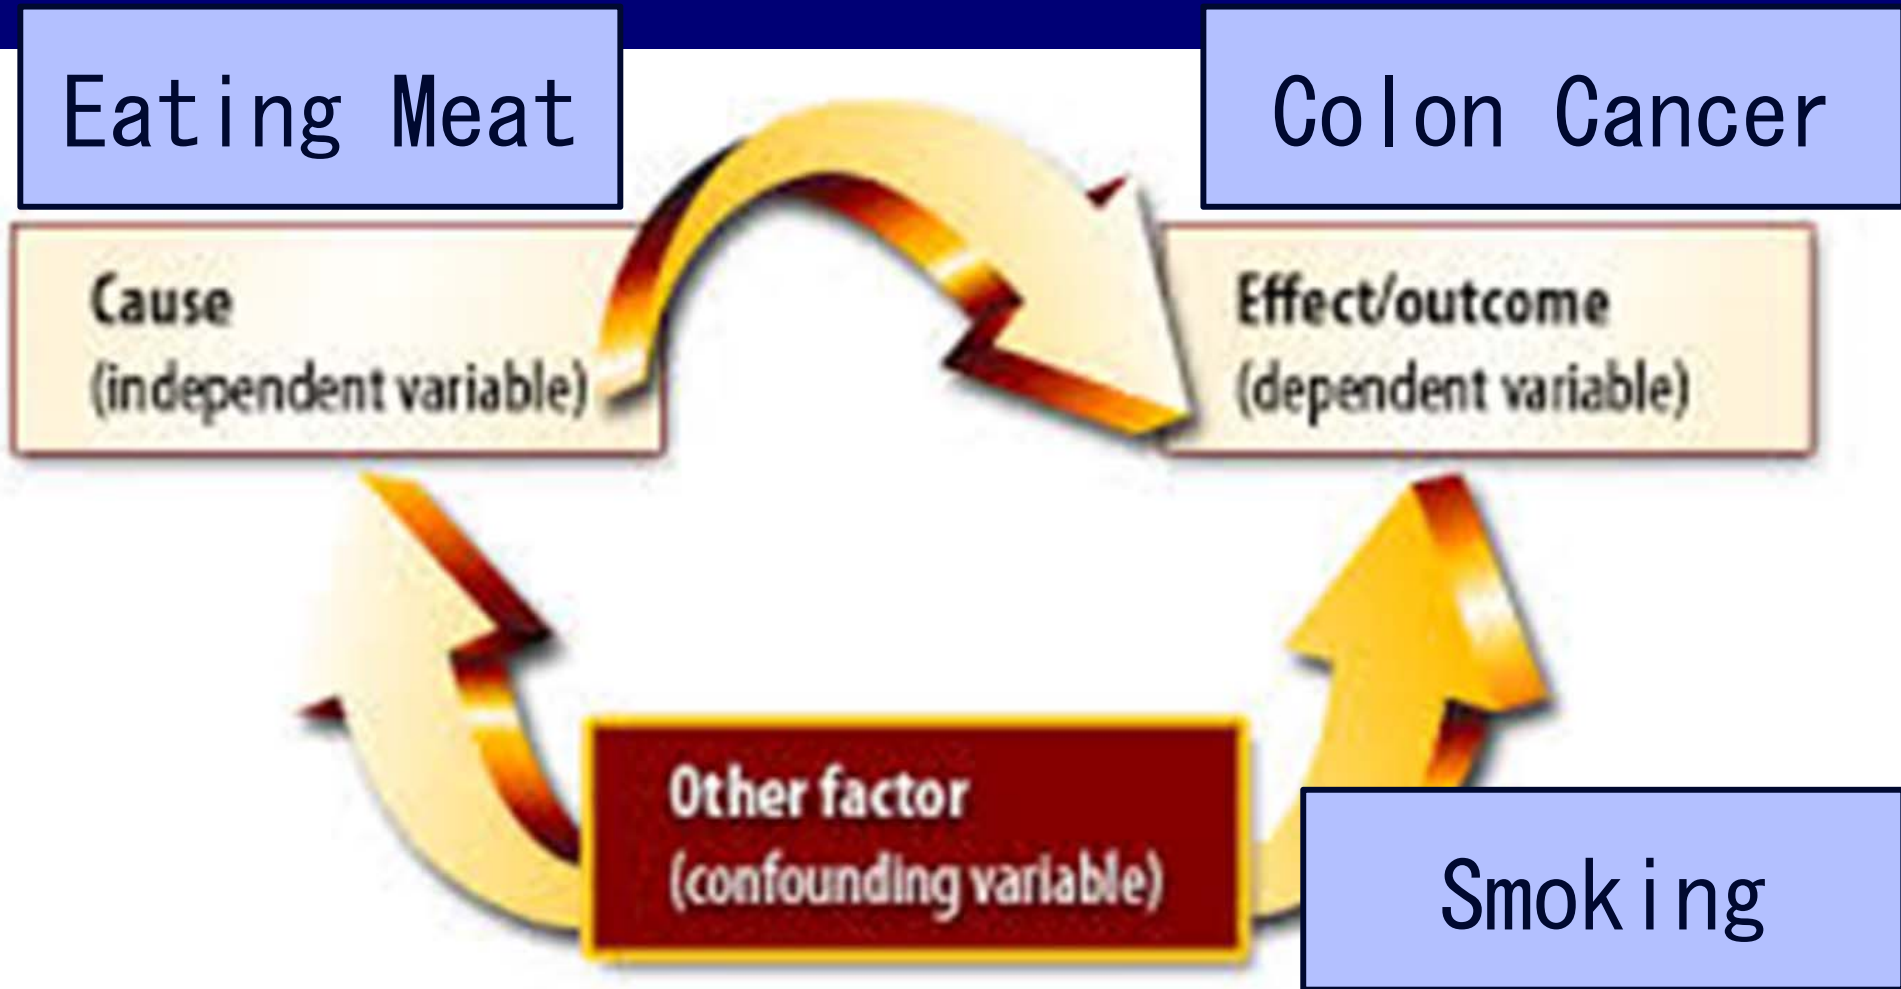 Eating Meat
Colon Cancer
Cause
(independent variable)
Effect/outcome
(dependent variable)
Other factor
(confounding variable)
Smoking